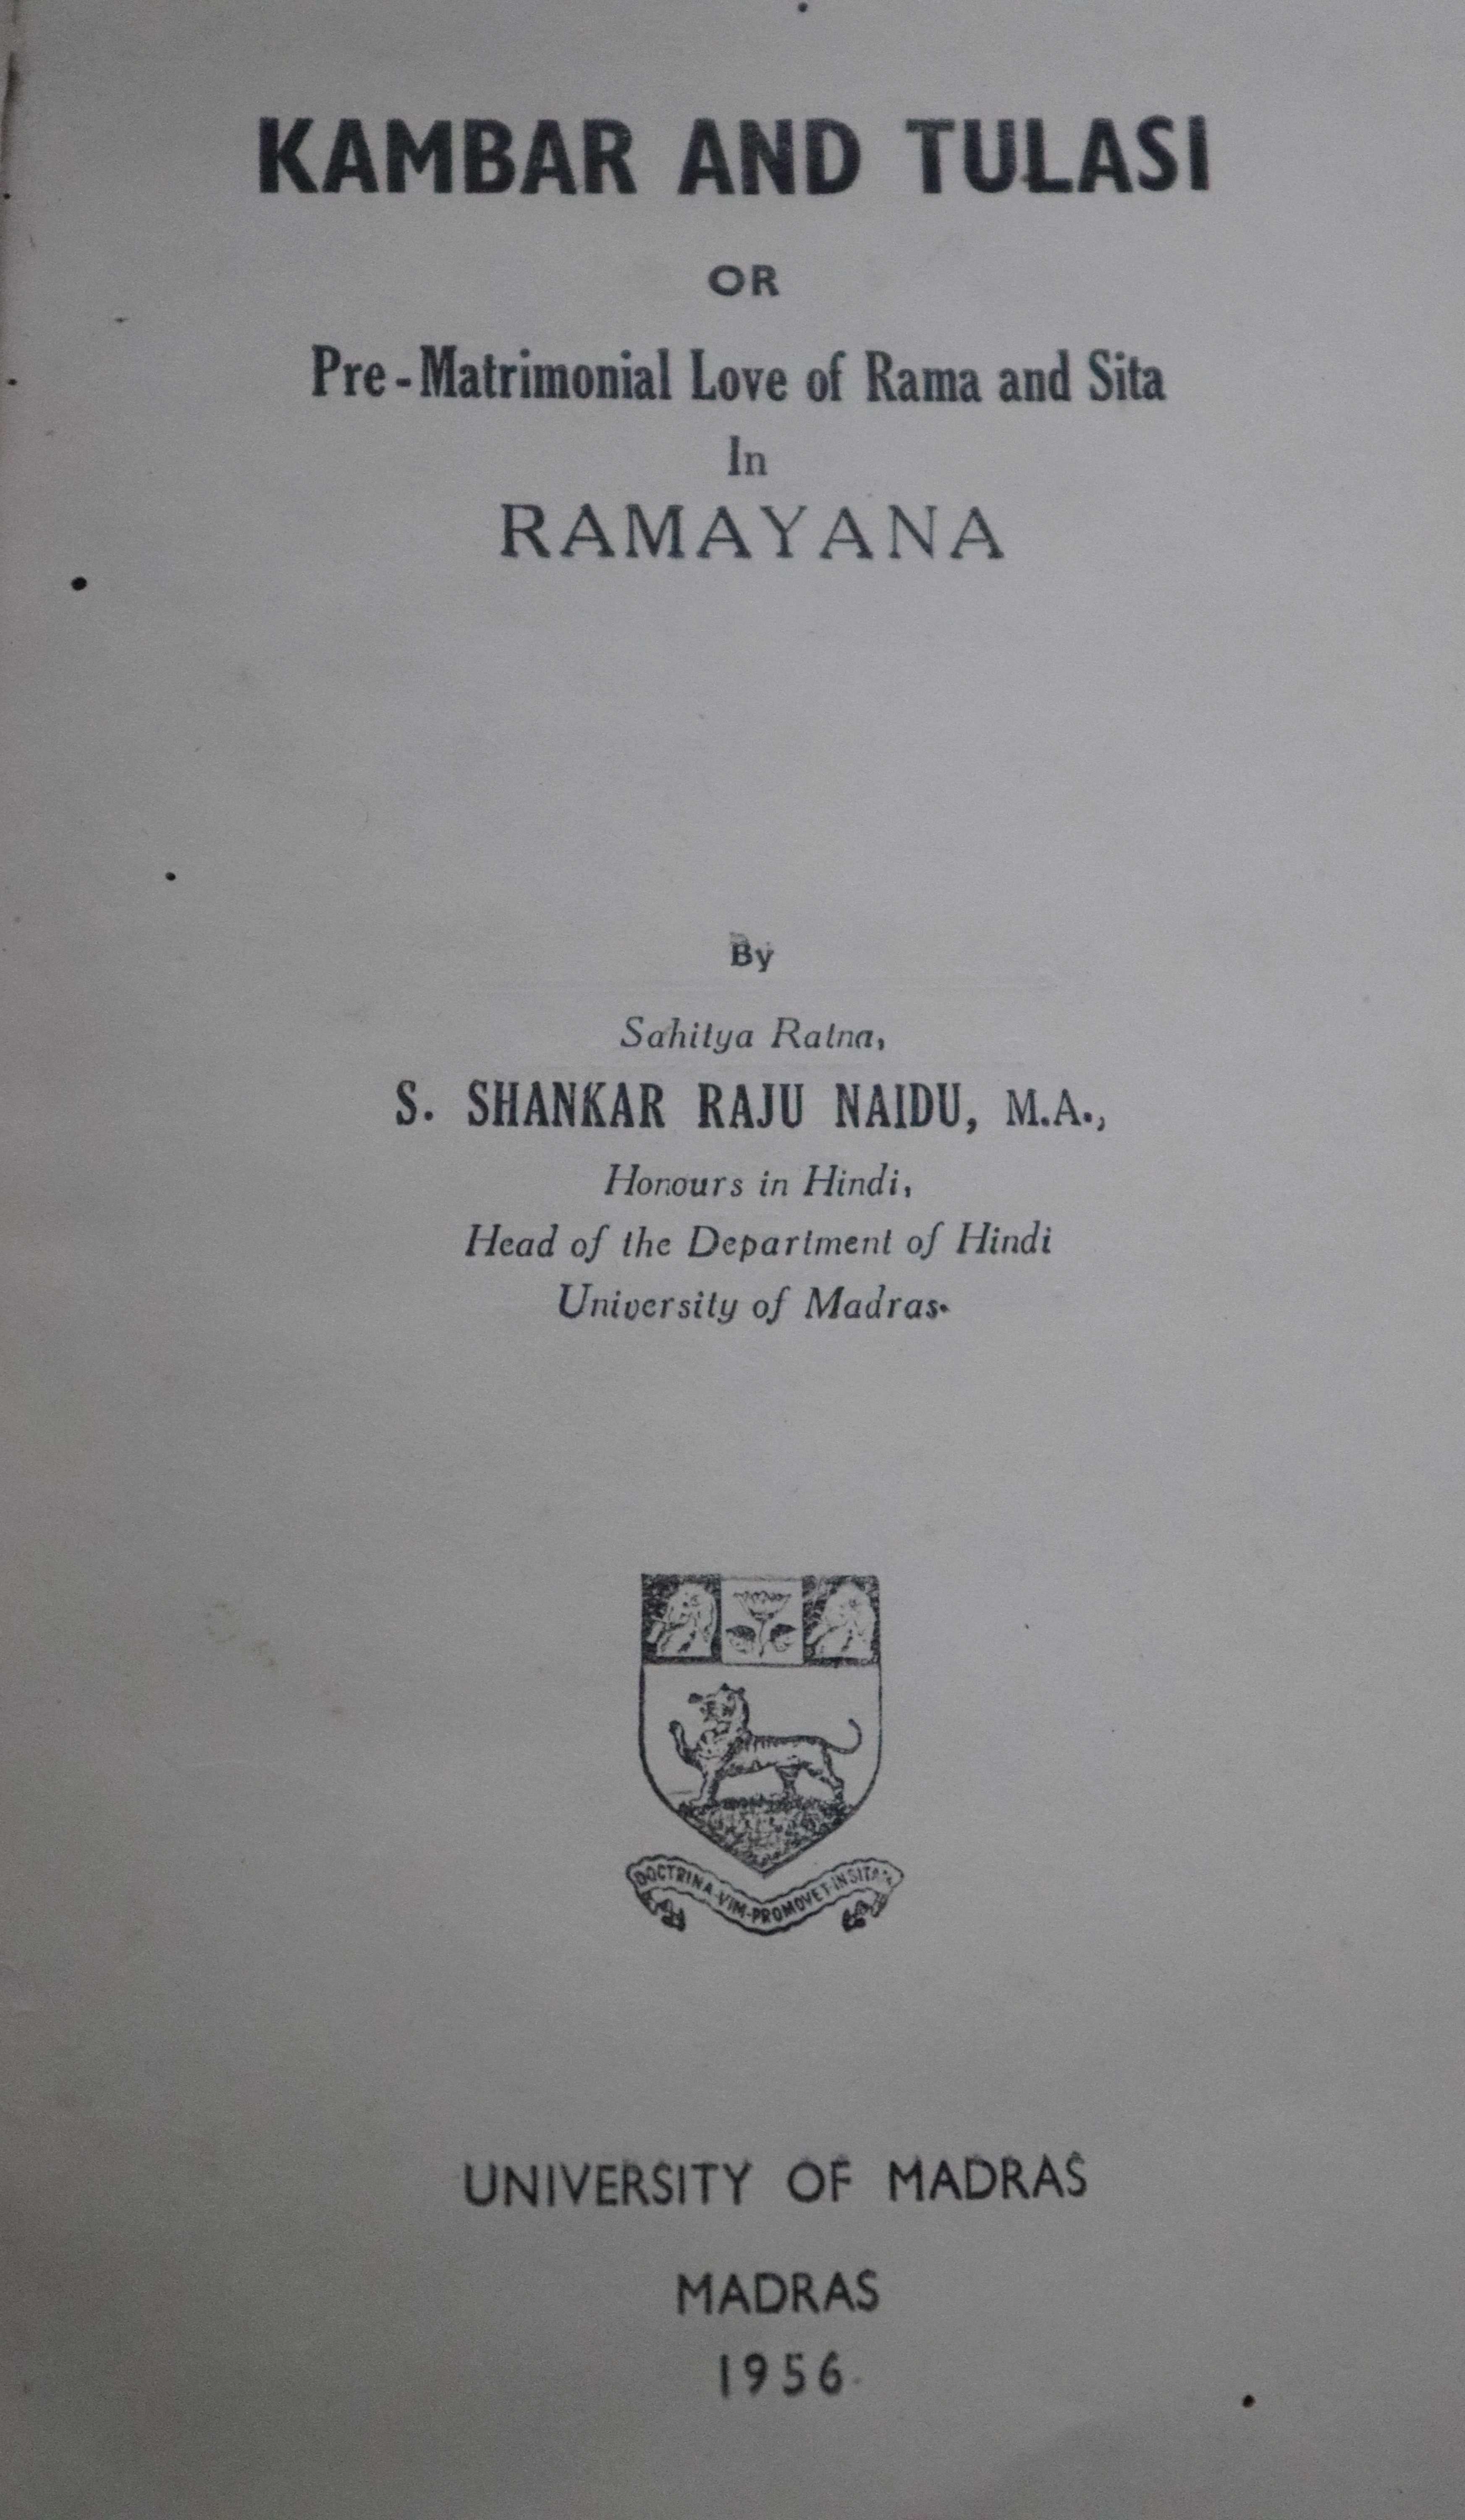 KAMBAR AND TULASI
OR
Pre-Matrimonial Love of Rama and Sita
In
RAMAYANA
By
Sahitya Ratna,
S. SHANKAR RAJU NAIDU, M.A.,
Honours in Hindi,
Head of the Department of Hindi
University of Madras.
DOCTRINA·VIM·PROMOVET·INSITAM
UNIVERSITY OF MADRAS
MADRAS
1956